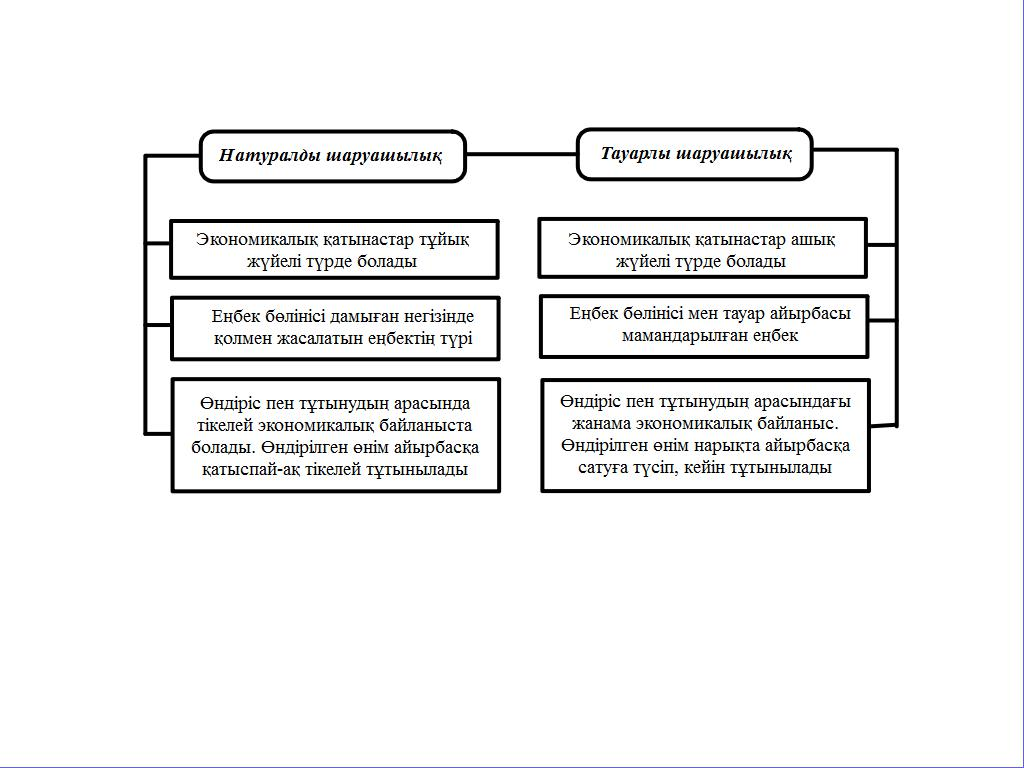 Натуралды шаруашылық
Тауарлы шаруашылық
Экономикалық қатынастар тұйық
жүйелі түрде болады
Экономикалық қатынастар ашық
жүйелі түрде болады
Еңбек бөлінісі дамыған негізінде
қолмен жасалатын еңбектің түрі
Еңбек бөлінісі мен тауар айырбасы
мамандарылған еңбек
Өндіріс пен тұтынудың арасында
тікелей экономикалық байланыста
болады. Өндірілген өнім айырбасқа
қатыспай-ақ тікелей тұтынылады
Өндіріс пен тұтынудың арасындағы
жанама экономикалық байланыс.
Өндірілген өнім нарықта айырбасқа
сатуға түсіп, кейін тұтынылады